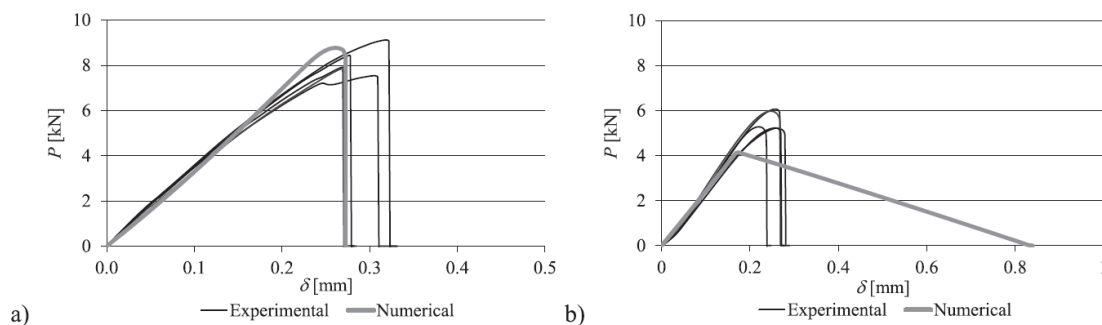 10
8
6
4
2
0
P [kN]
0.0 0.1 0.2 0.3 0.4 0.5
δ [mm]
Experimental Numerical
a)
10
8
6
4
2
0
P [kN]
0 0.2 0.4 0.6 0.8 1
δ [mm]
Experimental Numerical
b)